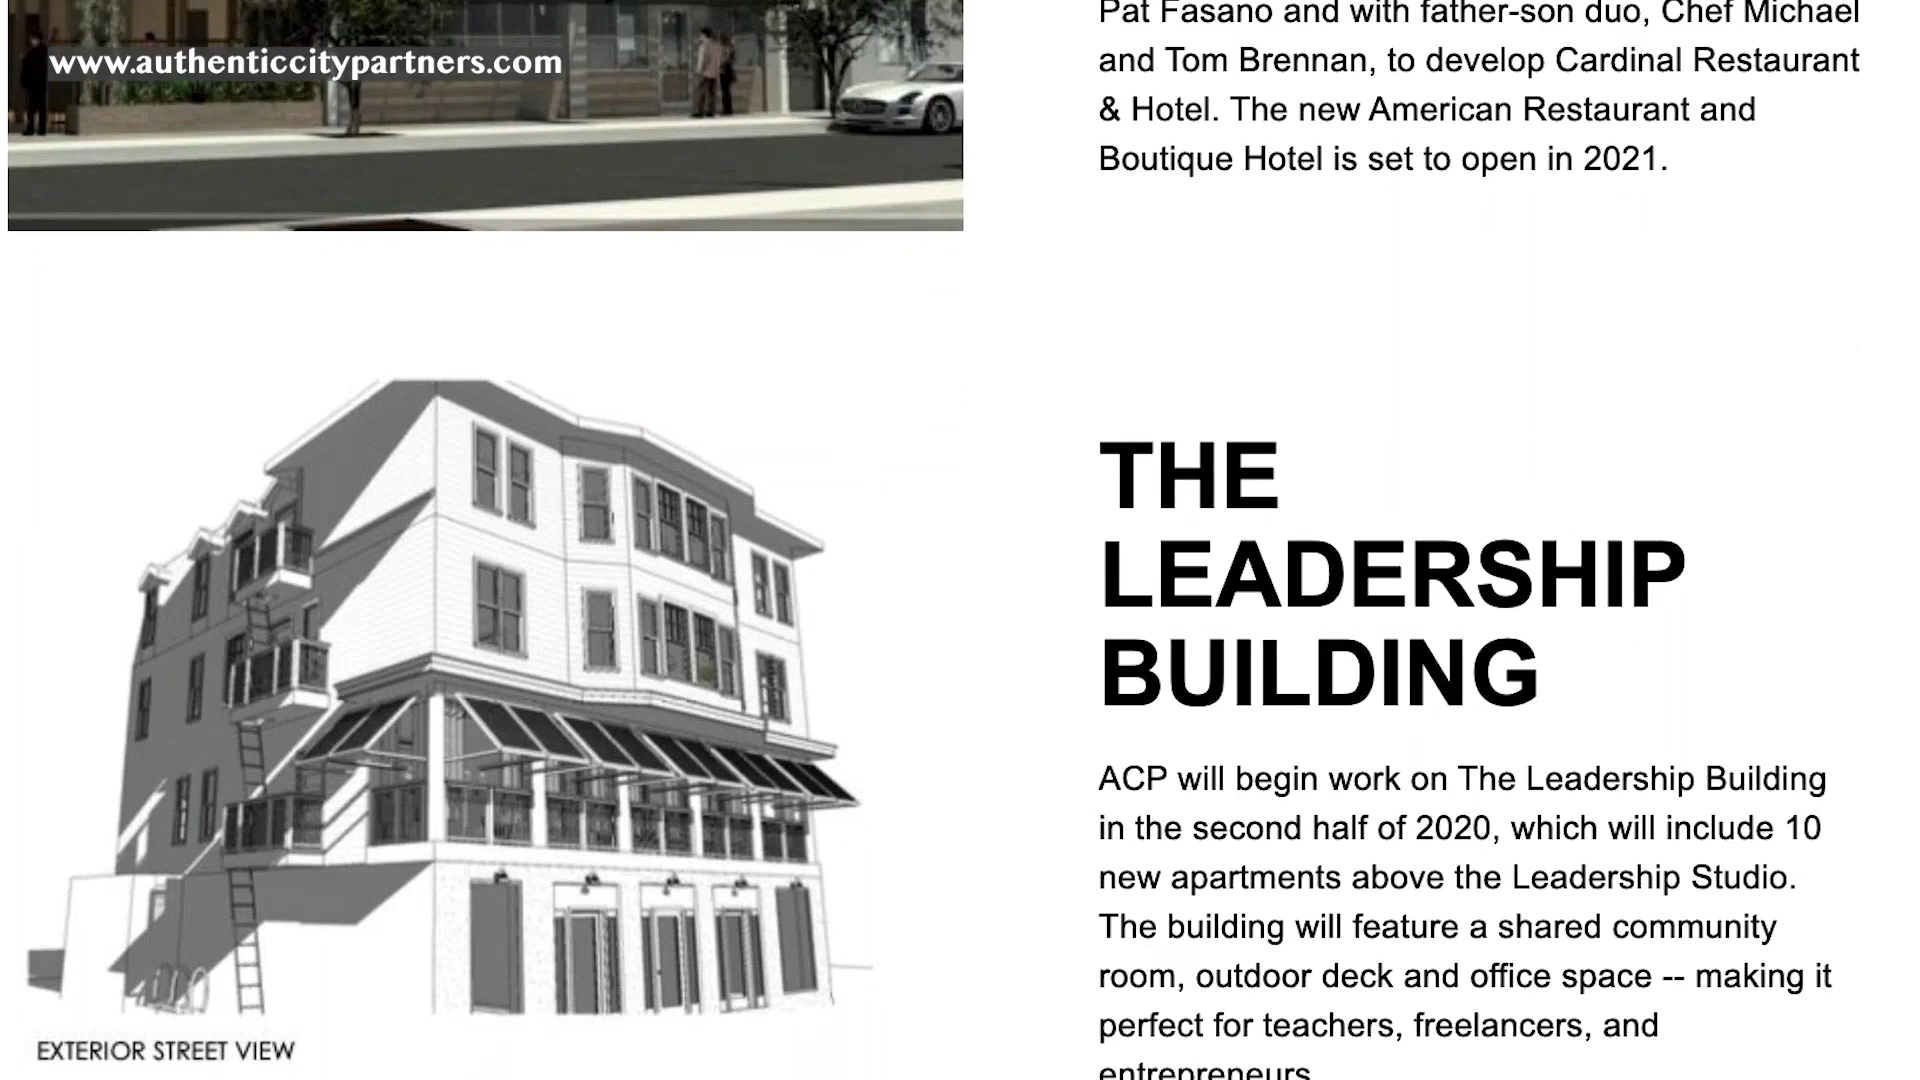 www.authenticcitypartners.com
Pat Fasano and with father-son duo, Chef Michael
and Tom Brennan, to develop Cardinal Restaurant
& Hotel. The new American Restaurant and
Boutique Hotel is set to open in 2021.
THE
LEADERSHIP
BUILDING
ACP will begin work on The Leadership Building
in the second half of 2020, which will include 10
new apartments above the Leadership Studio.
The building will feature a shared community
room, outdoor deck and office space -- making it
perfect for teachers, freelancers, and
entrepreneurs
EXTERIOR STREET VIEW